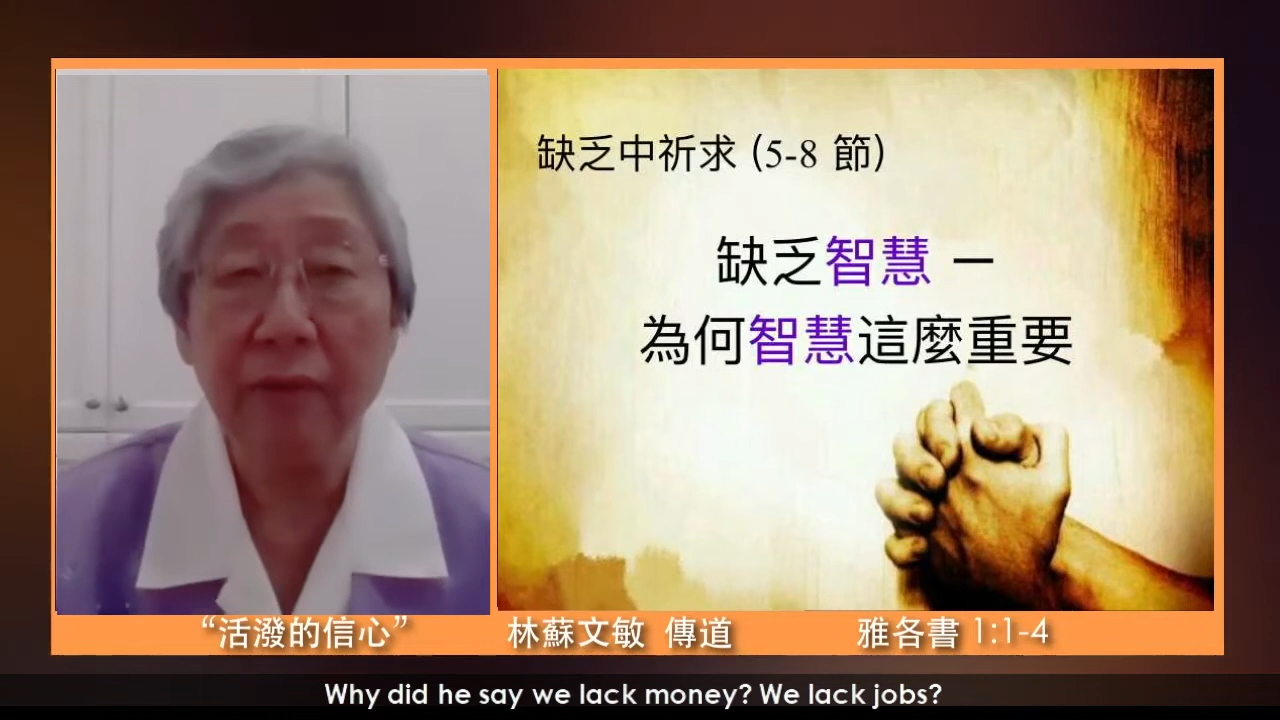 缺乏中祈求 (5-8 節)
缺乏智慧 –
為何智慧這麼重要
“活潑的信心” 林蘇文敏 傳道 雅各書 1:1-4
Why did he say we lack money? We lack jobs?